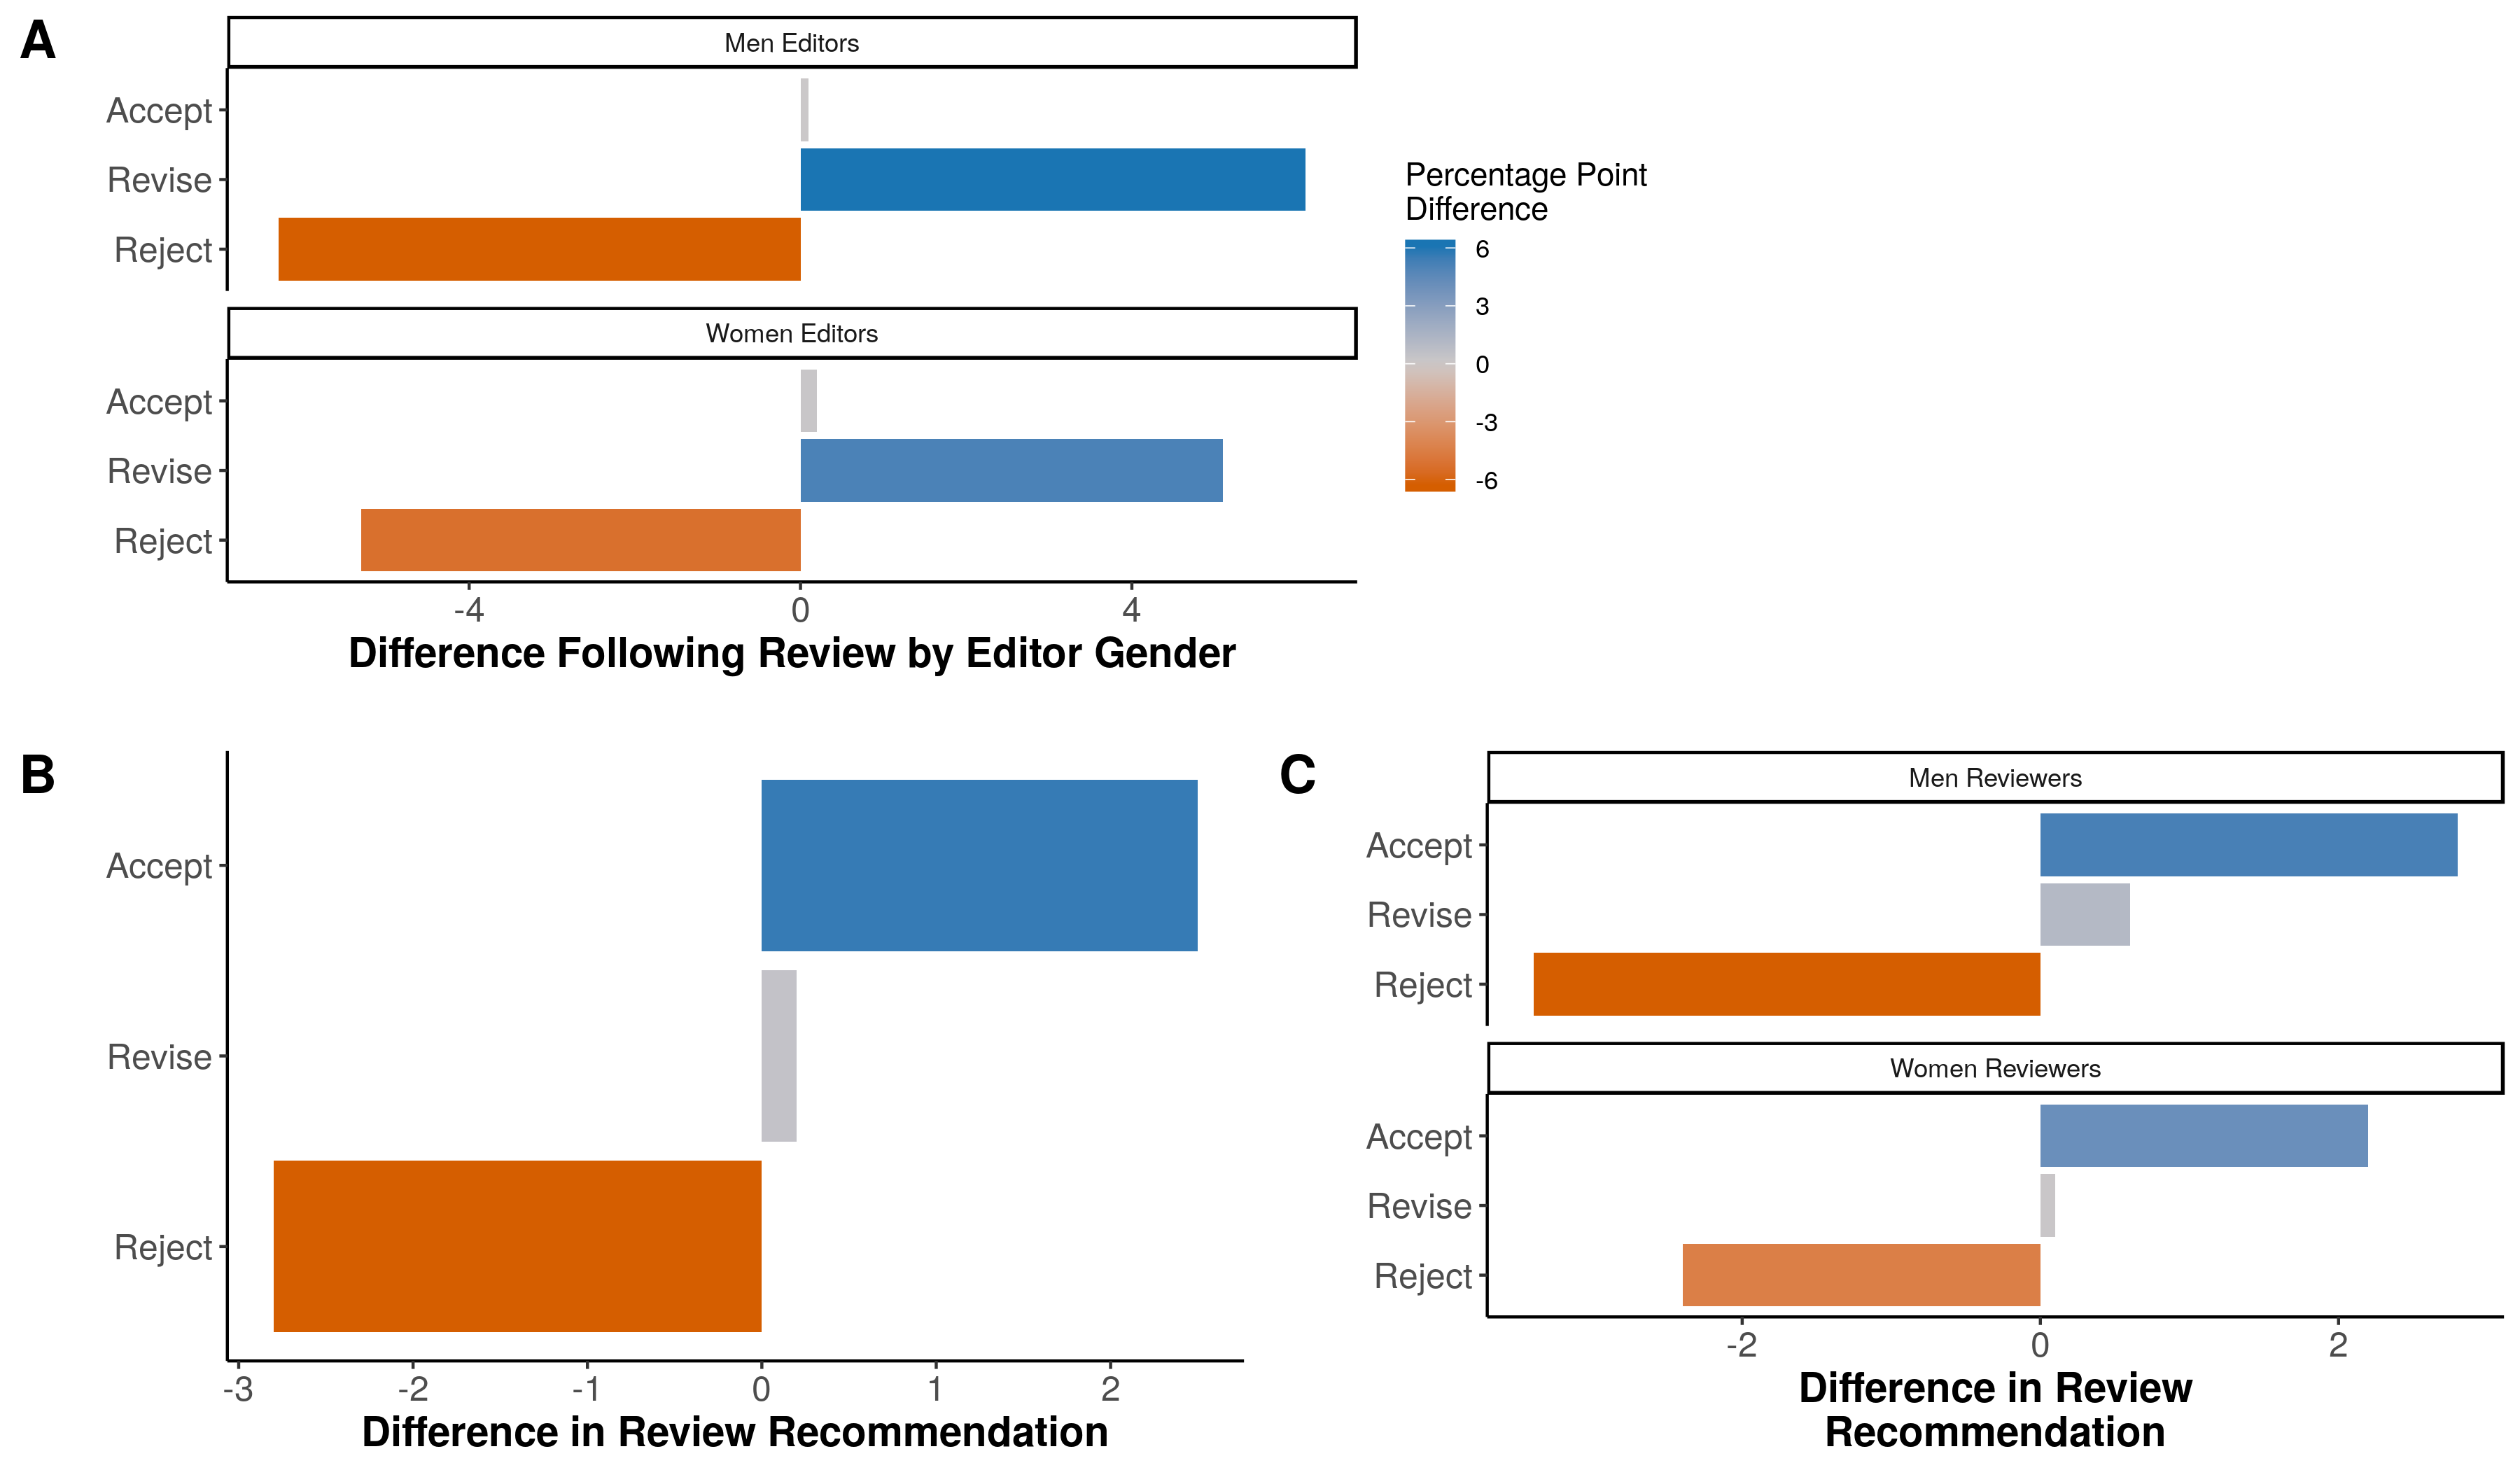 A
Men Editors
Accept
Revise
Reject
Women Editors
Accept
Revise
Reject
-4 0 4
Difference Following Review by Editor Gender
Percentage Point
Difference
6
3
0
-3
-6
B
Accept
Revise
Reject
-3 -2 -1 0 1 2
Difference in Review Recommendation
C
Men Reviewers
Accept
Revise
Reject
Women Reviewers
Accept
Revise
Reject
-2 0 2
Difference in Review
Recommendation